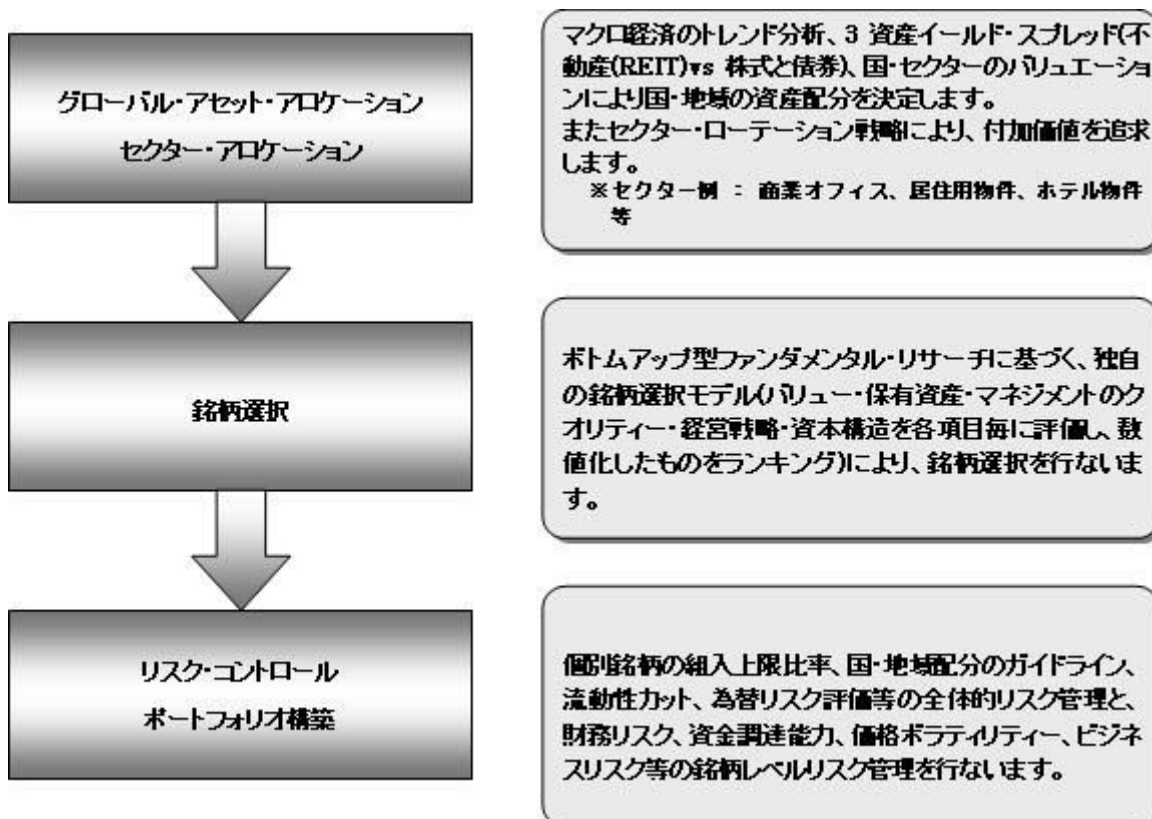 グローバル・アセット・アロケーション
セクター・アロケーション
マクロ経済のトレンド分析、3 資産イールド・スプレッド(不
動産(REIT)vs 株式と債券)、国・セクターのバリュエーショ
ンにより国・地域の資産配分を決定します。
またセクター・ローテーション戦略により、付加価値を追求
します。
※セクター例 : 商業オフィス、居住用物件、ホテル物件
等
銘柄選択
ボトムアップ型ファンダメンタル・リサーチに基づく、独自
の銘柄選択モデル(バリュー・保有資産・マネジメントのク
オリティー・経営戦略・資本構造を各項目毎に評価し、数
値化したものをランキング)により、銘柄選択を行ないま
す。
リスク・コントロール
ポートフォリオ構築
個別銘柄の組入上限比率、国・地域配分のガイドライン、
流動性カット、為替リスク評価等の全体的リスク管理と、
財務リスク、資金調達能力、価格ボラティリティー、ビジネ
スリスク等の銘柄レベルリスク管理を行ないます。